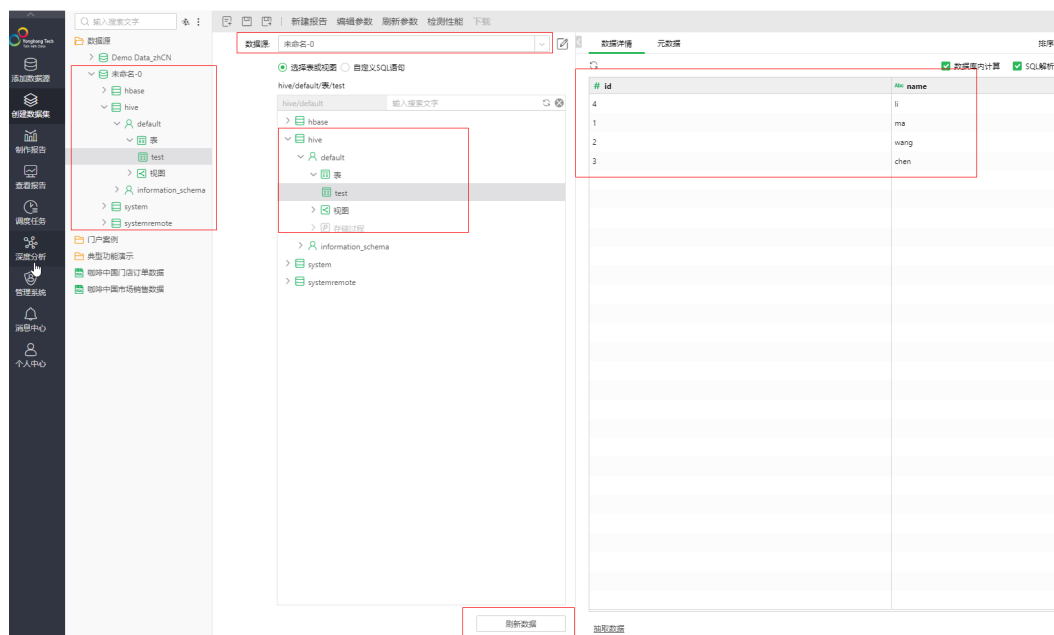 Yonghong Tech
添加数据源
创建数据集
制作报告
查看报告
调度任务
深度分析
管理系统
消息中心
个人中心
输入搜索文字
数据源
Demo Data_zhCN
未命名-0
hbase
hive
default
表
test
视图
information_schema
system
systemremote
门户案例
典型功能演示
咖啡中国门店订单数据
咖啡中国市场销售数据
新建报告 编辑参数 刷新参数 检测性能 下载
数据源: 未命名-0
选择表或视图 自定义SQL语句
hive/default/表/test
hive/default 输入搜索文字
hbase
hive
default
表
test
视图
存储过程
information_schema
system
systemremote
刷新数据
数据详情 元数据 排序
数据库内计算 SQL解析
# id Abc name
4 li
1 ma
2 wang
3 chen
抽取数据